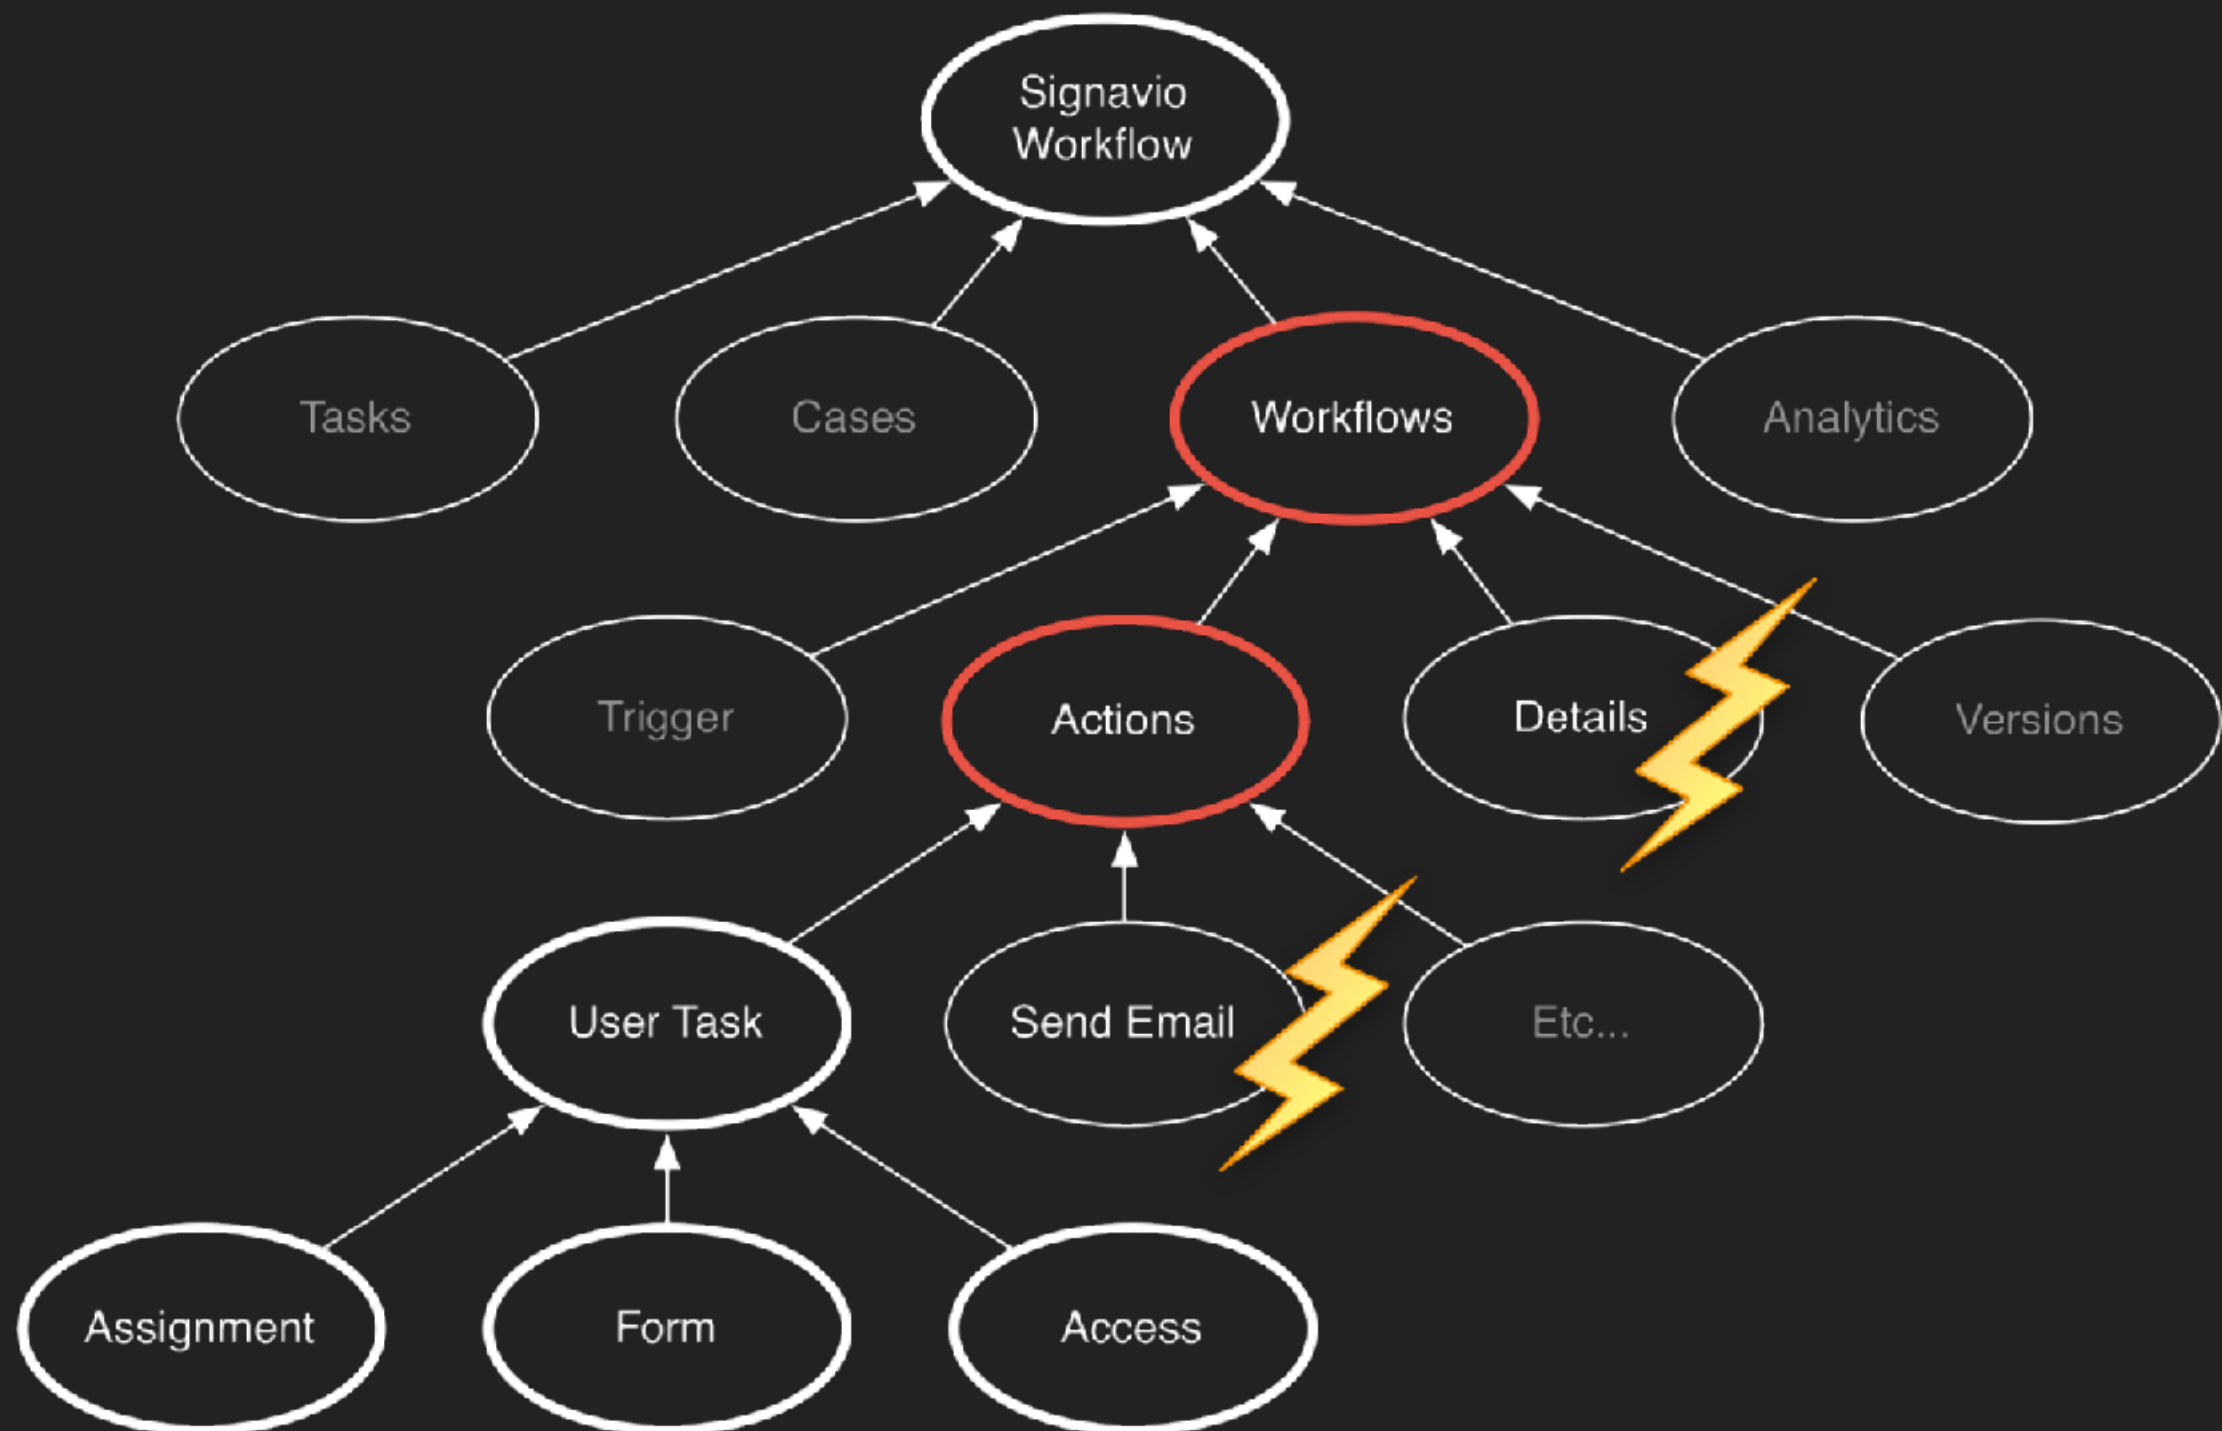 Signavio
Workflow
Tasks
Cases
Workflows
Analytics
Trigger
Actions
Details
Versions
User Task
Send Email
Etc...
Assignment
Form
Access